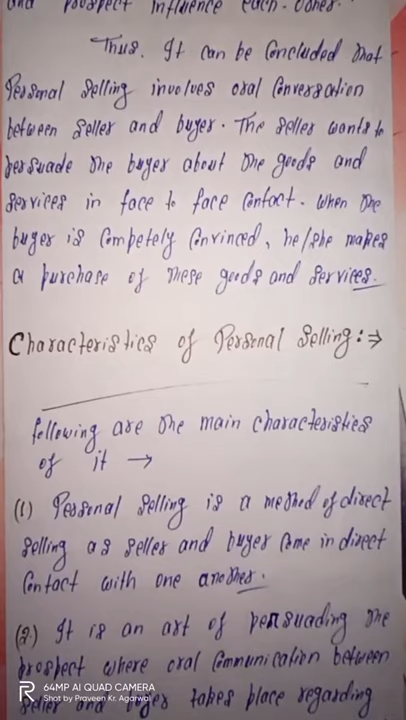 and prospect influence each-other.
Thus. It can be Concluded that
Personal Selling involves oral Conversation
between Seller and buyer. The Seller wants to
persuade the buyer about the goods and
Services in face to face Contact. When the
buyer is Competely Convinced, he/she makes
a purchase of these goods and services.
Characteristics of Personal Selling:⇒
following are the main characteristics
of it →
(1) Personal Selling is a method of direct
Selling as seller and buyer Come in direct
Contact with one another.
(2.) It is an art of persuading the
prospect where oral Communication between
Seller and buyer takes place regarding
64MP AI QUAD CAMERA
Shot by Praveen Kr. Agarwal